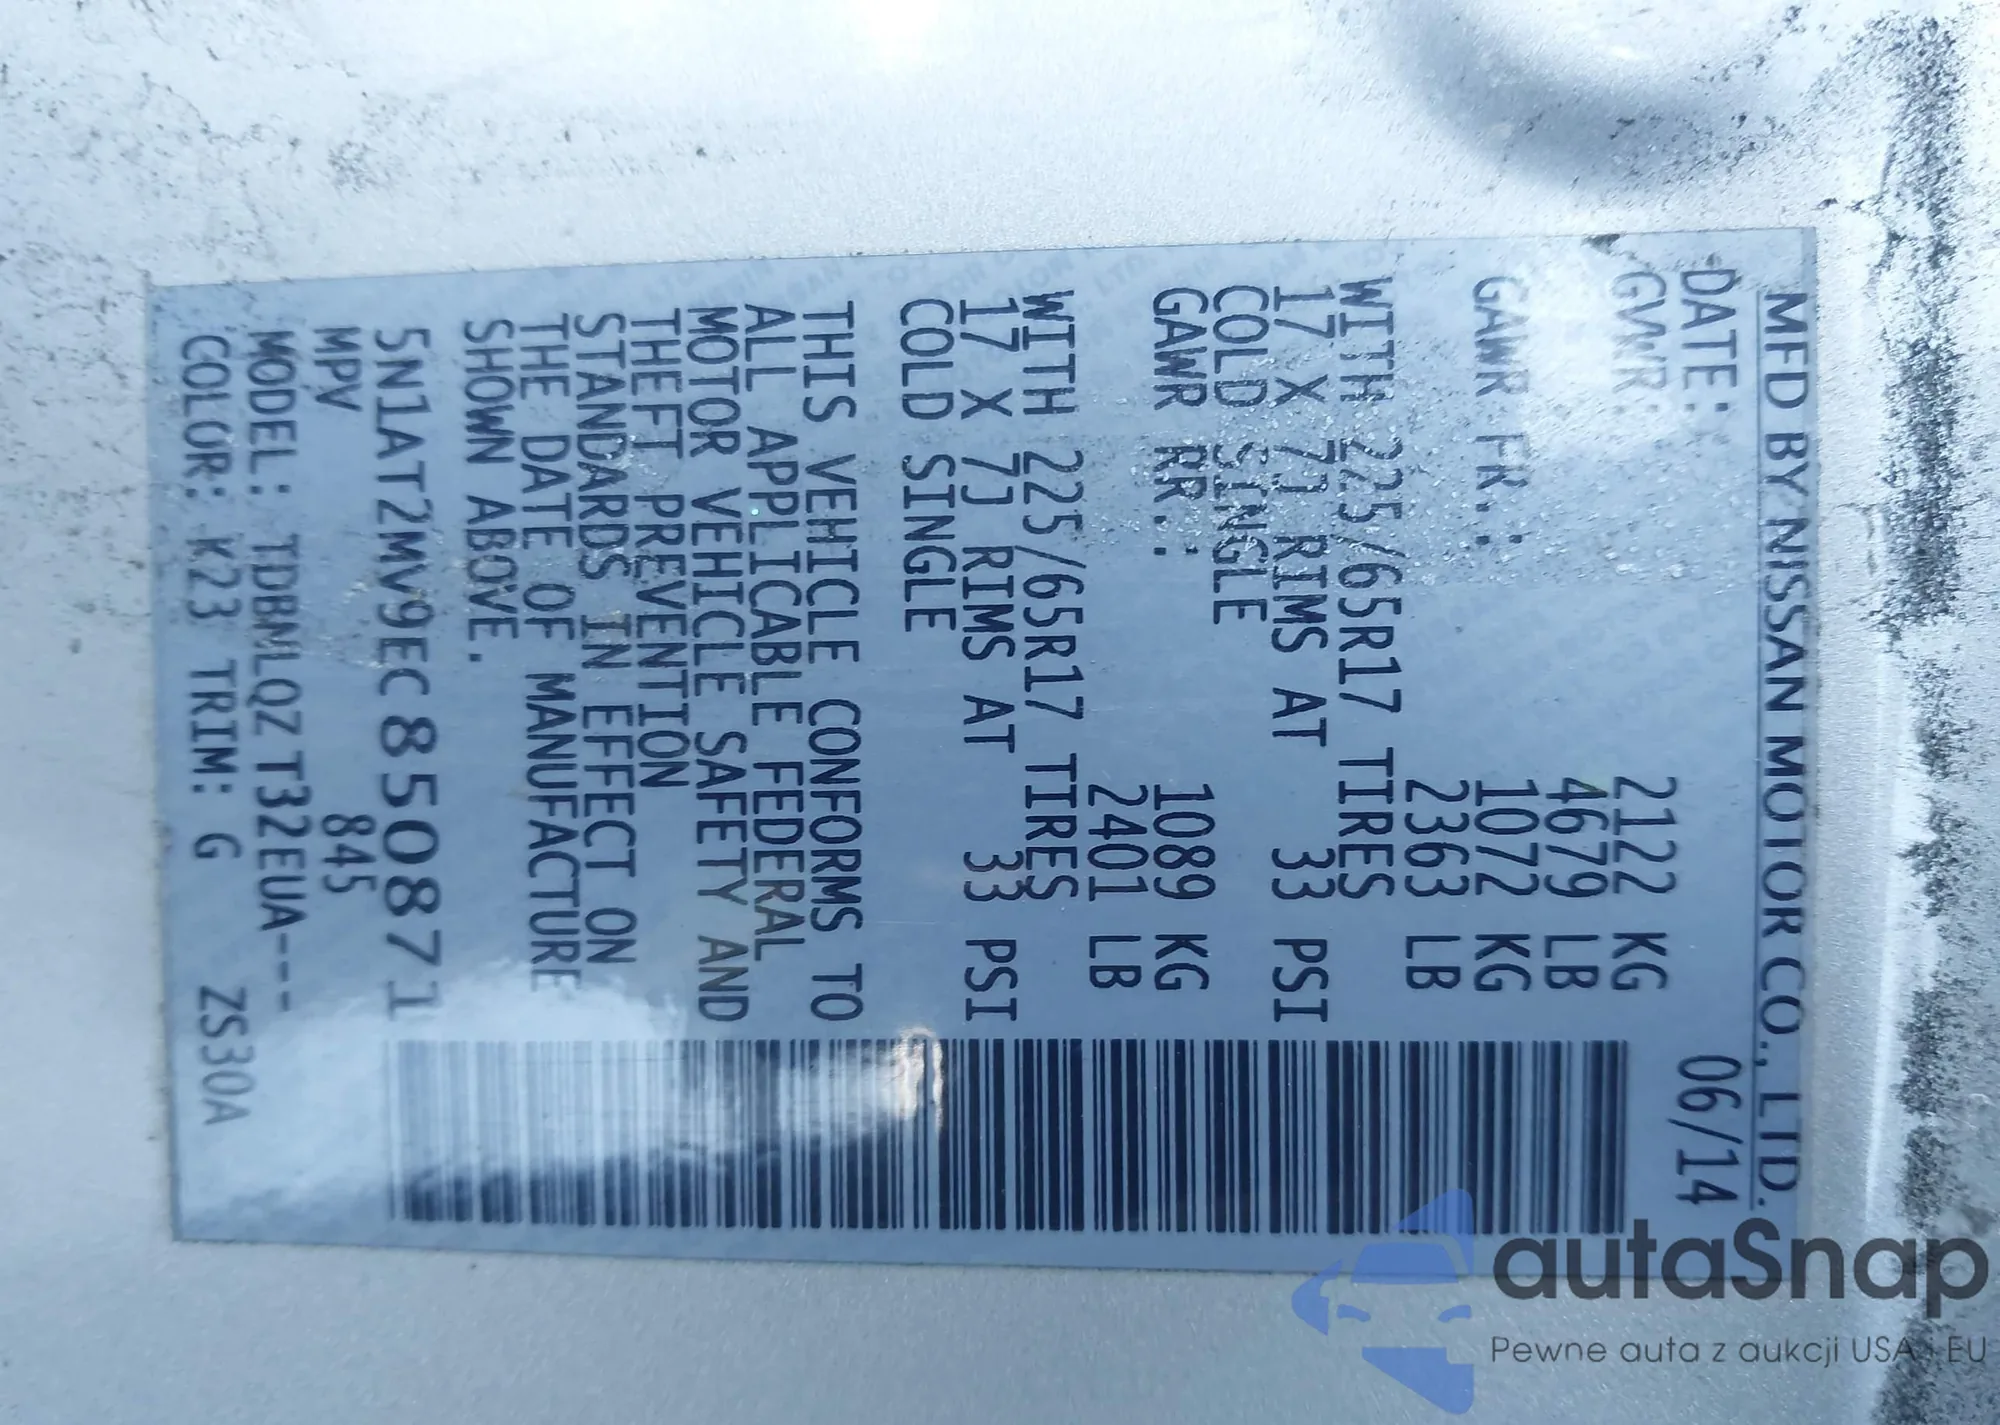 MFD BY NISSAN MOTOR CO., LTD.
DATE: 06/14
GVWR: 2122 KG
4679 LB
GAWR FR.: 1072 KG
2363 LB
WITH 225/65R17 TIRES
17 X 7J RIMS AT 33 PSI
COLD SINGLE
GAWR RR.: 1089 KG
2401 LB
WITH 225/65R17 TIRES
17 X 7J RIMS AT 33 PSI
COLD SINGLE
THIS VEHICLE CONFORMS TO
ALL APPLICABLE FEDERAL
MOTOR VEHICLE SAFETY AND
THEFT PREVENTION
STANDARDS IN EFFECT ON
THE DATE OF MANUFACTURE
SHOWN ABOVE.
5N1AT2MV9EC850871
MPV 845
MODEL: TDBNLQZ T32EUA---
COLOR: K23 TRIM: G ZS30A
autaSnap
Pewne auta z aukcji USA i EU